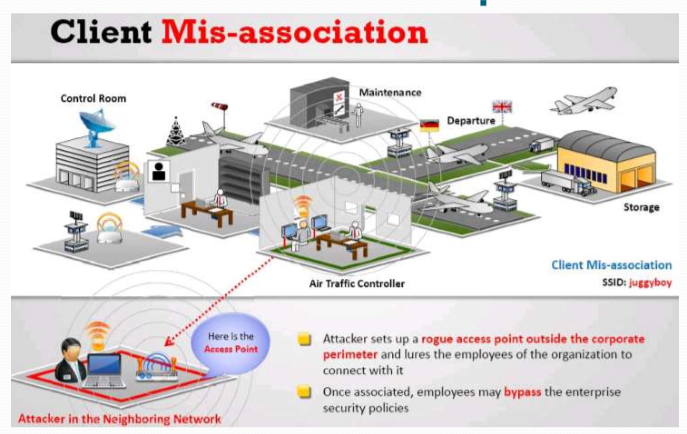 Client Mis-association
Control Room
Maintenance
Departure
Storage
Air Traffic Controller
Client Mis-association
SSID: juggyboy
Here is the
Access Point
Attacker in the Neighboring Network
Attacker sets up a rogue access point outside the corporate
perimeter and lures the employees of the organization to
connect with it
Once associated, employees may bypass the enterprise
security policies